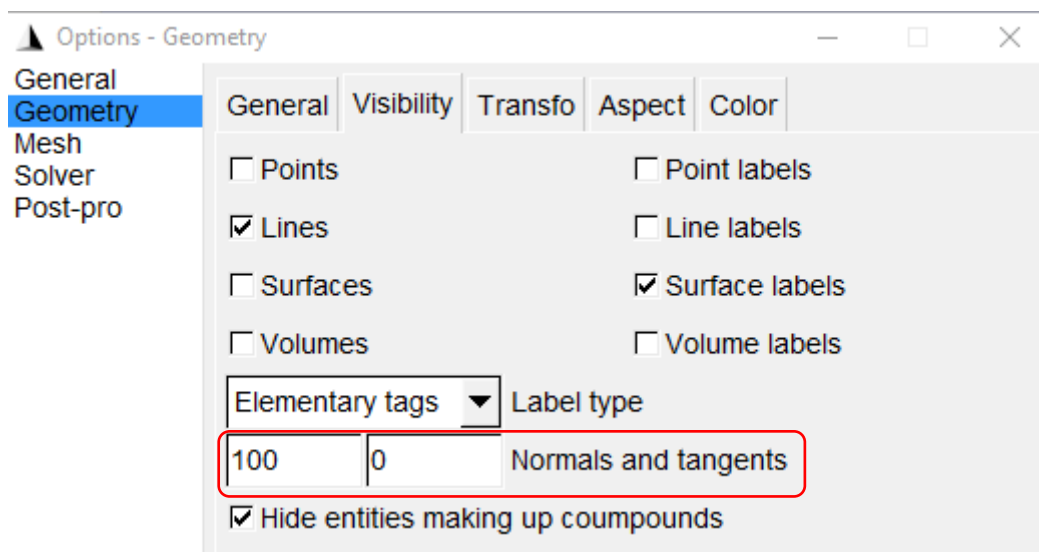 Options - Geometry
General
Geometry
Mesh
Solver
Post-pro
General Visibility Transfo Aspect Color
Points Point labels
Lines Line labels
Surfaces Surface labels
Volumes Volume labels
Elementary tags Label type
100 0 Normals and tangents
Hide entities making up coumpounds